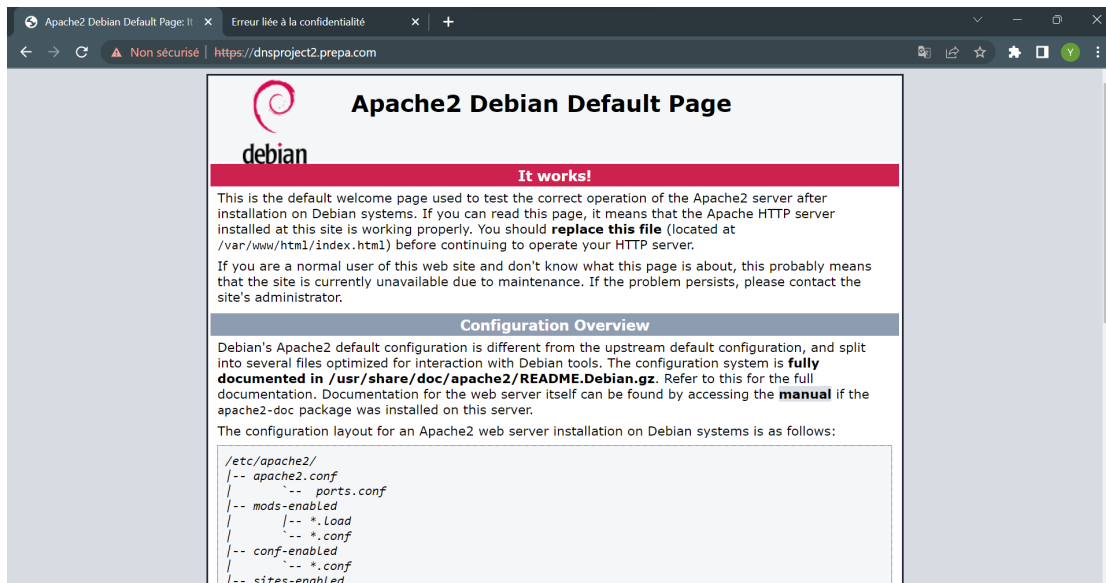 Apache2 Debian Default Page: It
Erreur liée à la confidentialité
Non sécurisé
https://dnsproject2.prepa.com
Y
debian
Apache2 Debian Default Page
It works!
This is the default welcome page used to test the correct operation of the Apache2 server after
installation on Debian systems. If you can read this page, it means that the Apache HTTP server
installed at this site is working properly. You should replace this file (located at
/var/www/html/index.html) before continuing to operate your HTTP server.
If you are a normal user of this web site and don't know what this page is about, this probably means
that the site is currently unavailable due to maintenance. If the problem persists, please contact the
site's administrator.
Configuration Overview
Debian's Apache2 default configuration is different from the upstream default configuration, and split
into several files optimized for interaction with Debian tools. The configuration system is fully
documented in /usr/share/doc/apache2/README.Debian.gz. Refer to this for the full
documentation. Documentation for the web server itself can be found by accessing the manual if the
apache2-doc package was installed on this server.
The configuration layout for an Apache2 web server installation on Debian systems is as follows:
/etc/apache2/
|-- apache2.conf
|       `--  ports.conf
|-- mods-enabled
|       |-- *.load
|       `-- *.conf
|-- conf-enabled
|       `-- *.conf
|-- sites-enabled